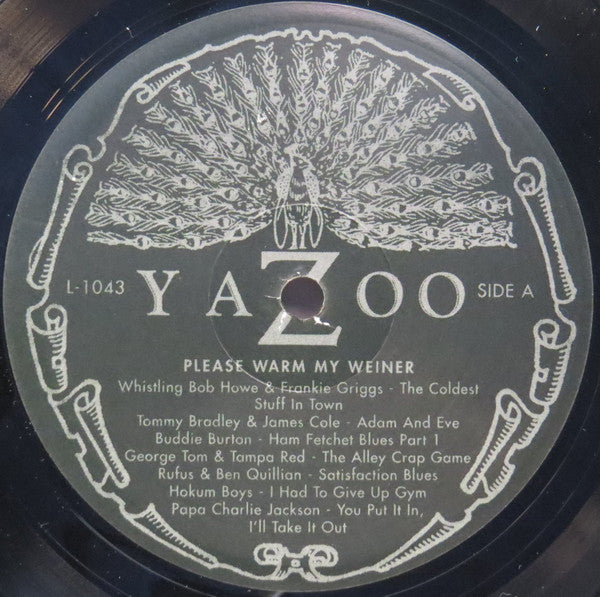 L-1043 YAZOO SIDE A
PLEASE WARM MY WEINER
Whistling Bob Howe & Frankie Griggs - The Coldest
Stuff In Town
Tommy Bradley & James Cole - Adam And Eve
Buddie Burton - Ham Fetchet Blues Part 1
George Tom & Tampa Red - The Alley Crap Game
Rufus & Ben Quillian - Satisfaction Blues
Hokum Boys - I Had To Give Up Gym
Papa Charlie Jackson - You Put It In,
I'll Take It Out